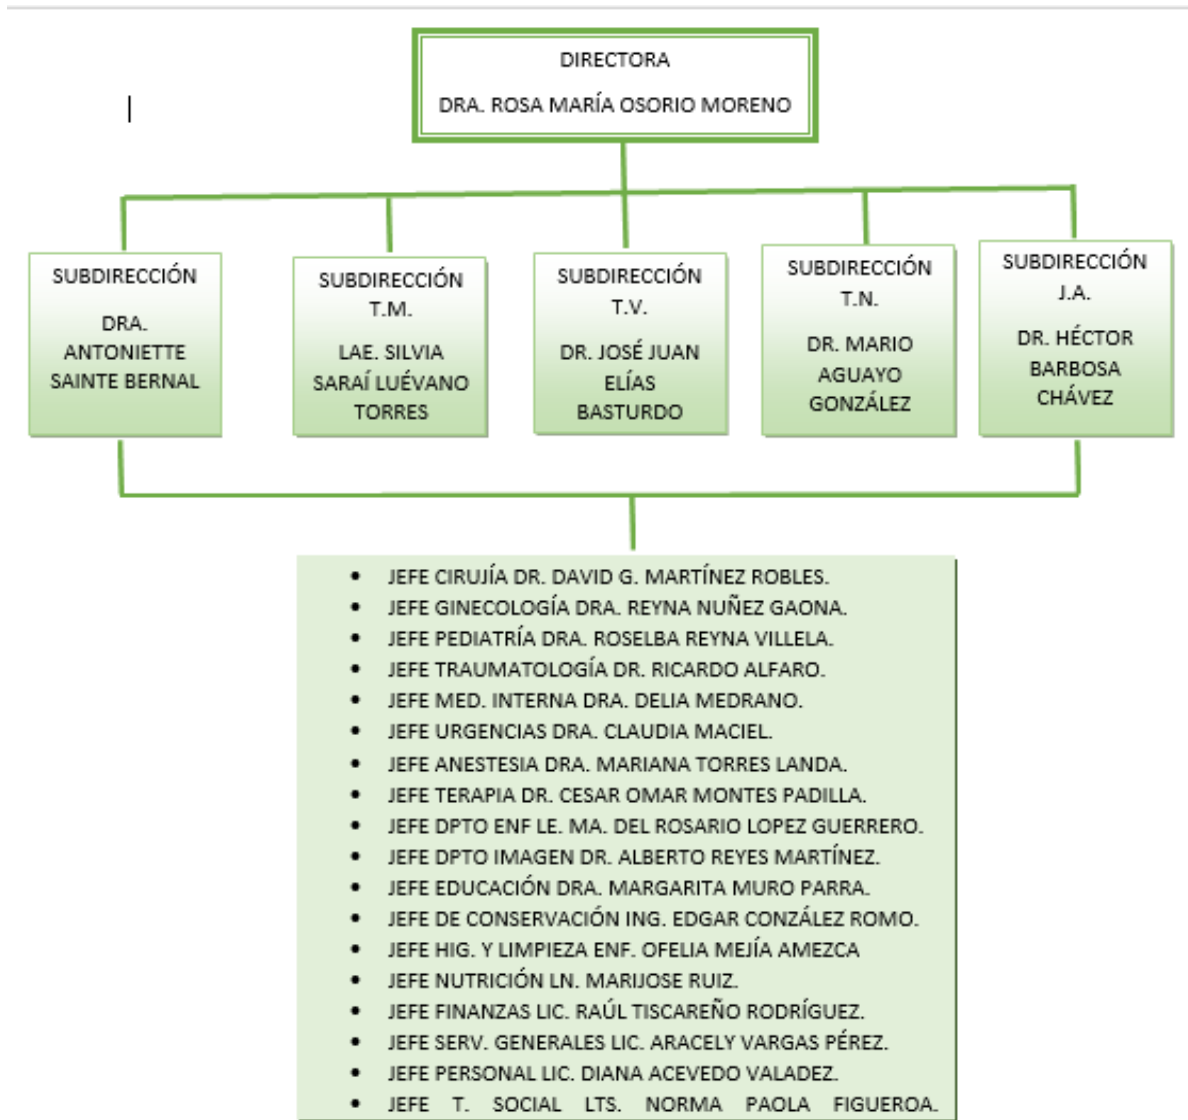 DIRECTORA
DRA. ROSA MARÍA OSORIO MORENO
SUBDIRECCIÓN
DRA.
ANTONIETTE
SAINTE BERNAL
SUBDIRECCIÓN
T.M.
LAE. SILVIA
SARAÍ LUÉVANO
TORRES
SUBDIRECCIÓN
T.V.
DR. JOSÉ JUAN
ELÍAS
BASTURDO
SUBDIRECCIÓN
T.N.
DR. MARIO
AGUAYO
GONZÁLEZ
SUBDIRECCIÓN
J.A.
DR. HÉCTOR
BARBOSA
CHÁVEZ
• JEFE CIRUJÍA DR. DAVID G. MARTÍNEZ ROBLES.
• JEFE GINECOLOGÍA DRA. REYNA NUÑEZ GAONA.
• JEFE PEDIATRÍA DRA. ROSELBA REYNA VILLELA.
• JEFE TRAUMATOLOGÍA DR. RICARDO ALFARO.
• JEFE MED. INTERNA DRA. DELIA MEDRANO.
• JEFE URGENCIAS DRA. CLAUDIA MACIEL.
• JEFE ANESTESIA DRA. MARIANA TORRES LANDA.
• JEFE TERAPIA DR. CESAR OMAR MONTES PADILLA.
• JEFE DPTO ENF LE. MA. DEL ROSARIO LOPEZ GUERRERO.
• JEFE DPTO IMAGEN DR. ALBERTO REYES MARTÍNEZ.
• JEFE EDUCACIÓN DRA. MARGARITA MURO PARRA.
• JEFE DE CONSERVACIÓN ING. EDGAR CONZÁLEZ ROMO.
• JEFE HIG. Y LIMPIEZA ENF. OFELIA MEJÍA AMEZCA
• JEFE NUTRICIÓN LN. MARIJOSE RUIZ.
• JEFE FINANZAS LIC. RAÚL TISCAREÑO RODRÍGUEZ.
• JEFE SERV. GENERALES LIC. ARACELY VARGAS PÉREZ.
• JEFE PERSONAL LIC. DIANA ACEVEDO VALADEZ.
• JEFE T. SOCIAL LTS. NORMA PAOLA FIGUEROA.